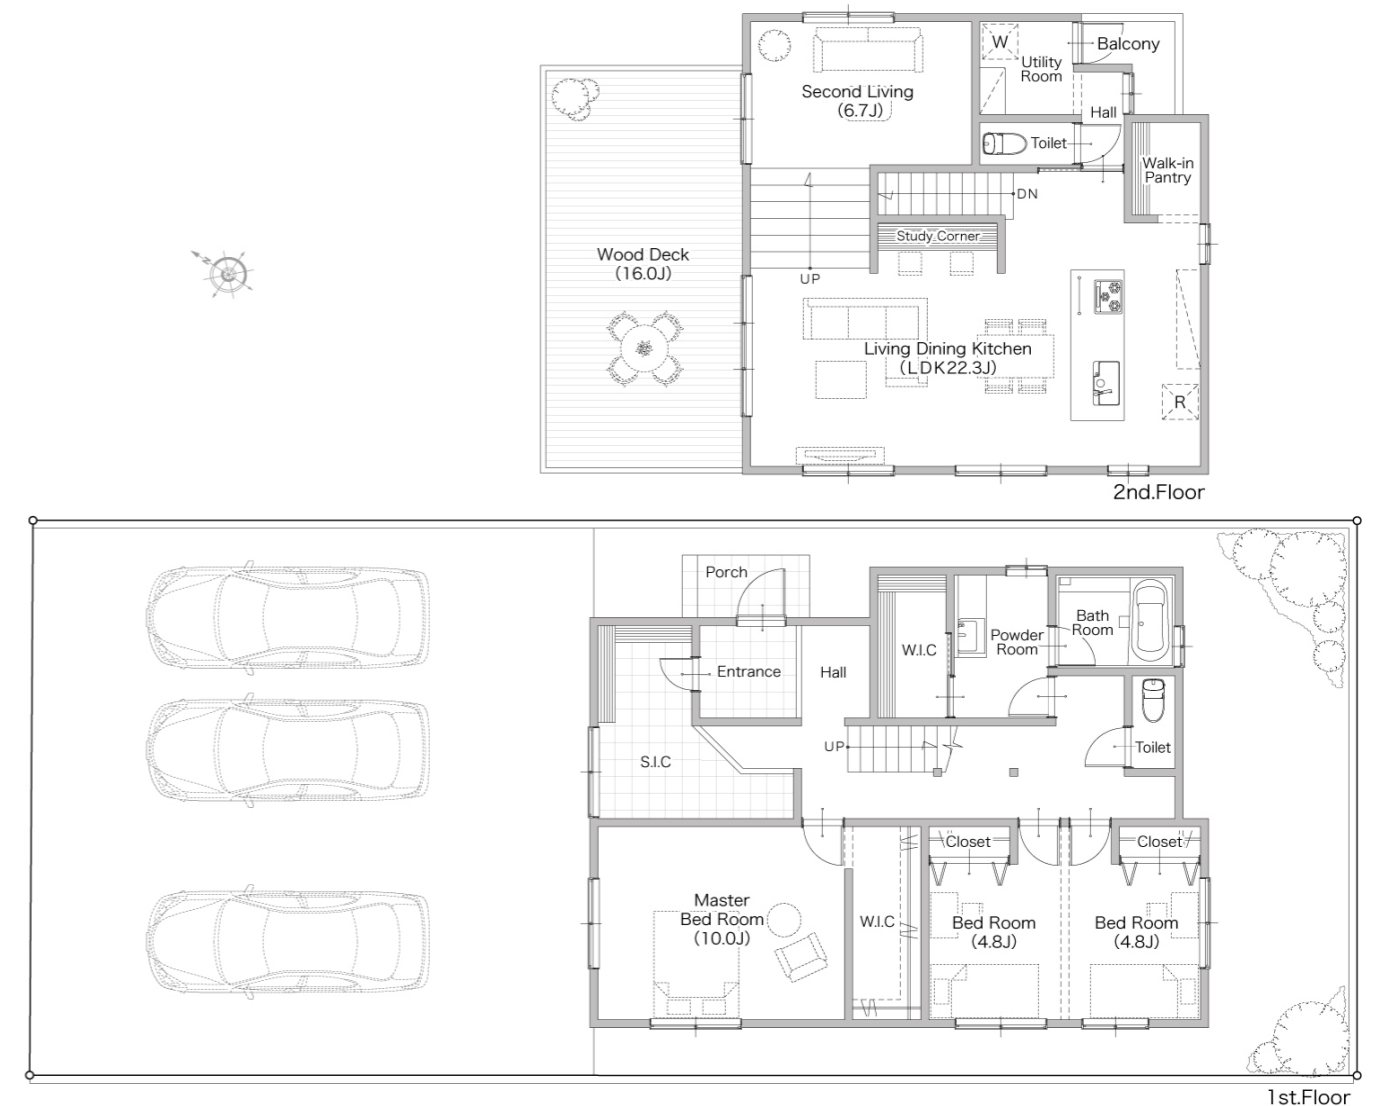 W
Balcony
Utility
Room
Second Living
(6.7J)
Hall
Toilet
Walk-in
Pantry
DN
Study Corner
Wood Deck
(16.0J)
N
UP
Living Dining Kitchen
(LDK22.3J)
R
2nd.Floor
Porch
Bath
Room
Powder
Room
W.I.C
Entrance
Hall
UP
Toilet
S.I.C
Closet
Closet
Master
Bed Room
(10.0J)
W.I.C
Bed Room
(4.8J)
Bed Room
(4.8J)
1st.Floor